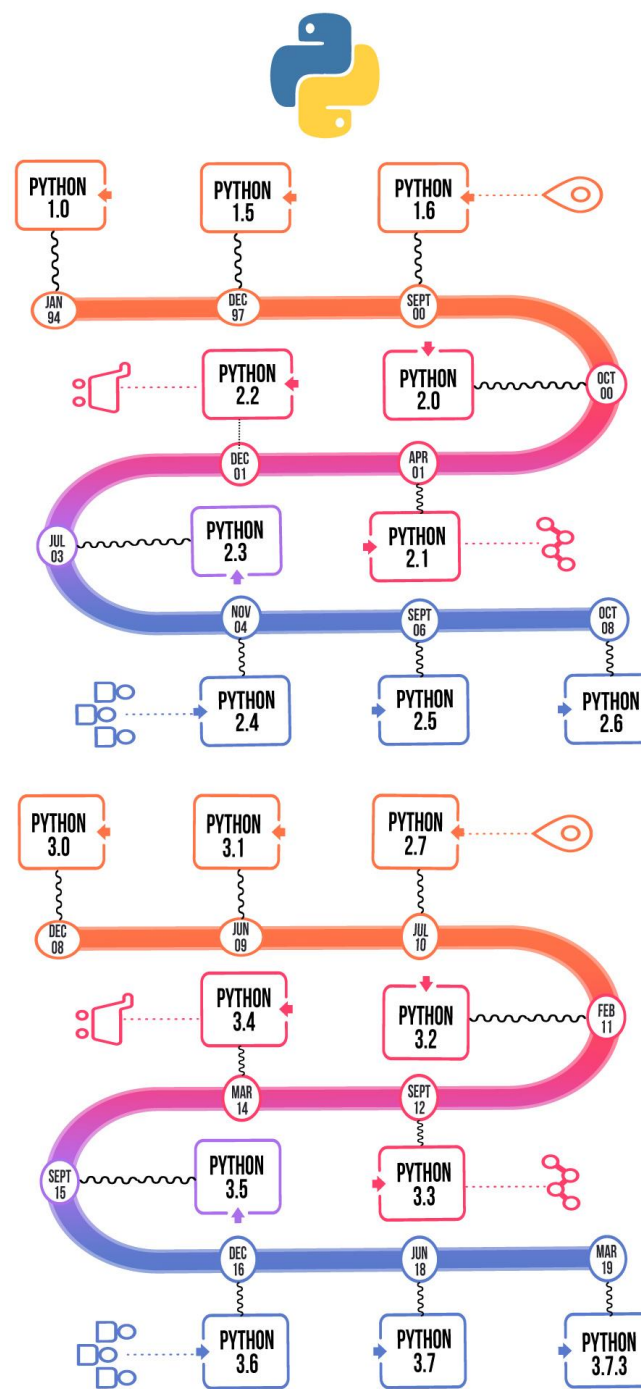 PYTHON
1.0
PYTHON
1.5
PYTHON
1.6
JAN
94
DEC
97
SEPT
00
PYTHON
2.2
PYTHON
2.0
OCT
00
DEC
01
APR
01
JUL
03
PYTHON
2.3
PYTHON
2.1
NOV
04
SEPT
06
OCT
08
PYTHON
2.4
PYTHON
2.5
PYTHON
2.6
PYTHON
3.0
PYTHON
3.1
PYTHON
2.7
DEC
08
JUN
09
JUL
10
PYTHON
3.4
PYTHON
3.2
FEB
11
MAR
14
SEPT
12
SEPT
15
PYTHON
3.5
PYTHON
3.3
DEC
16
JUN
18
MAR
19
PYTHON
3.6
PYTHON
3.7
PYTHON
3.7.3